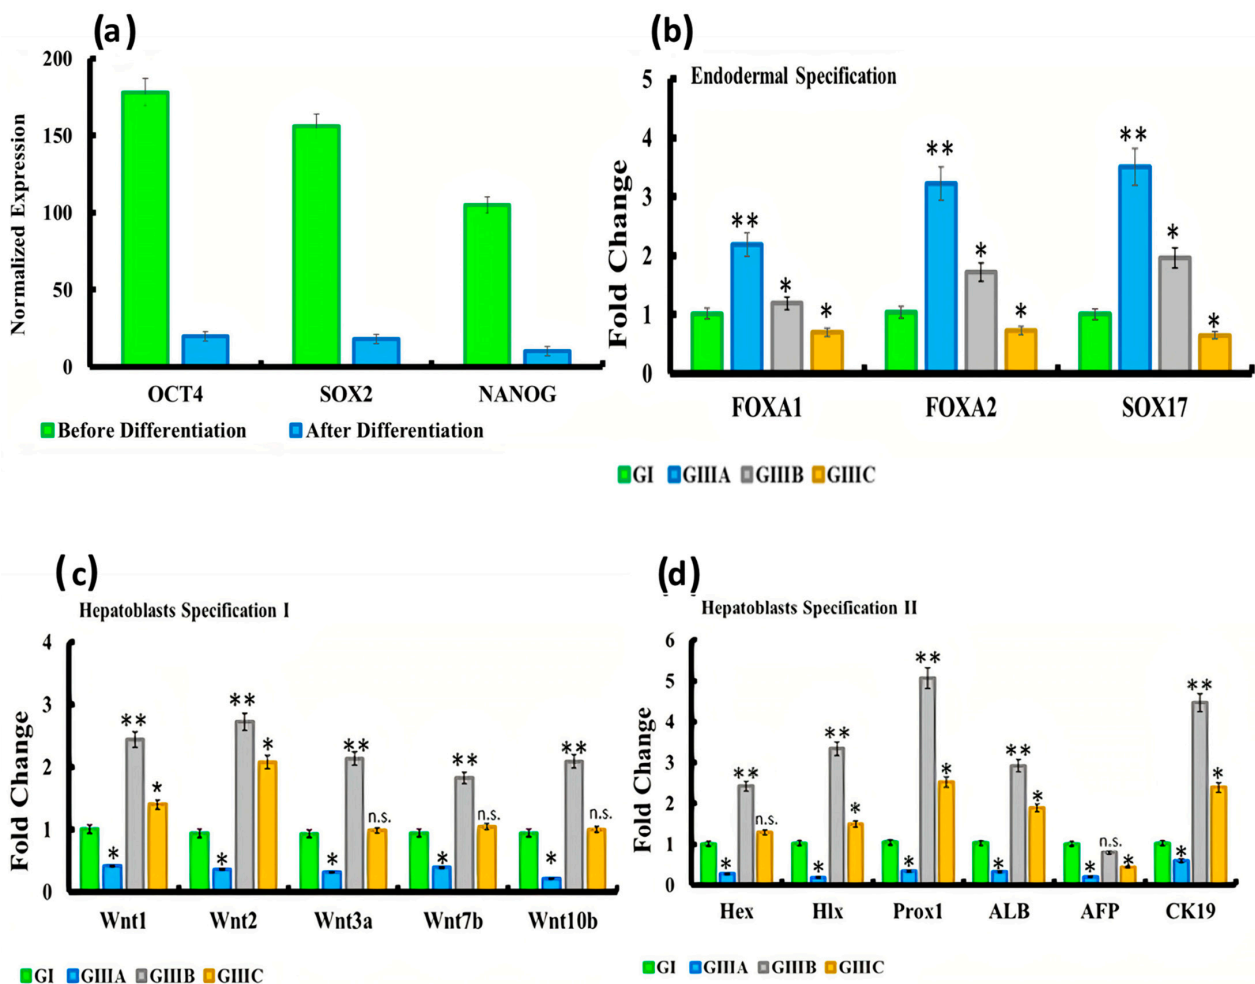 (a)
Normalized Expression
200
150
100
50
0
OCT4 SOX2 NANOG
Before Differentiation After Differentiation
(b)
Endodermal Specification
Fold Change
5
4
3
2
1
0
** * *
** * *
** * *
FOXA1 FOXA2 SOX17
GI GIIIA GIIIB GIIIC
(c)
Hepatoblasts Specification I
Fold Change
4
3
2
1
0
* ** *
* ** *
* ** n.s.
* ** n.s.
* ** n.s.
Wnt1 Wnt2 Wnt3a Wnt7b Wnt10b
GI GIIIA GIIIB GIIIC
(d)
Hepatoblasts Specification II
Fold Change
6
5
4
3
2
1
0
* ** n.s.
* ** *
* ** *
* ** *
* n.s. *
* ** *
Hex Hlx Prox1 ALB AFP CK19
GI GIIIA GIIIB GIIIC